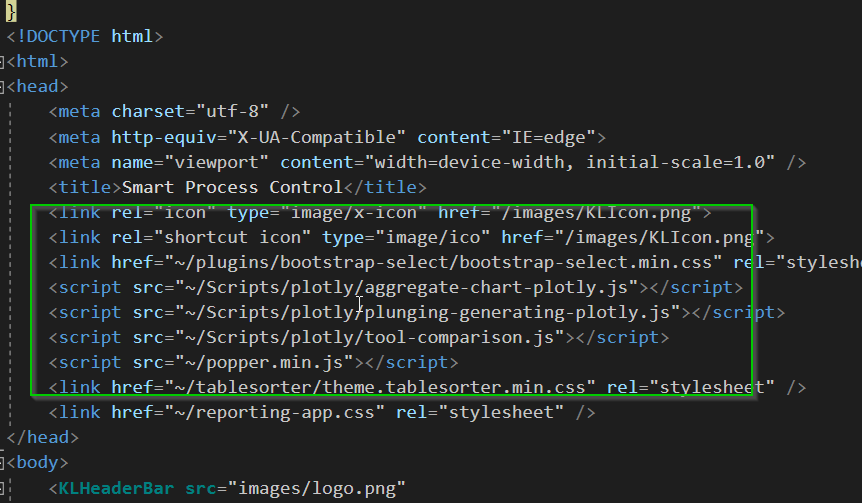 }
<!DOCTYPE html>
<html>
<head>
<meta charset="utf-8" />
<meta http-equiv="X-UA-Compatible" content="IE=edge">
<meta name="viewport" content="width=device-width, initial-scale=1.0" />
<title>Smart Process Control</title>
<link rel="icon" type="image/x-icon" href="/images/KLIcon.png">
<link rel="shortcut icon" type="image/ico" href="/images/KLIcon.png">
<link href="~/plugins/bootstrap-select/bootstrap-select.min.css" rel="stylesh
<script src="~/Scripts/plotly/aggregate-chart-plotly.js"></script>
<script src="~/Scripts/plotly/plunging-generating-plotly.js"></script>
<script src="~/Scripts/plotly/tool-comparison.js"></script>
<script src="~/popper.min.js"></script>
<link href="~/tablesorter/theme.tablesorter.min.css" rel="stylesheet" />
<link href="~/reporting-app.css" rel="stylesheet" />
</head>
<body>
<KLHeaderBar src="images/logo.png"